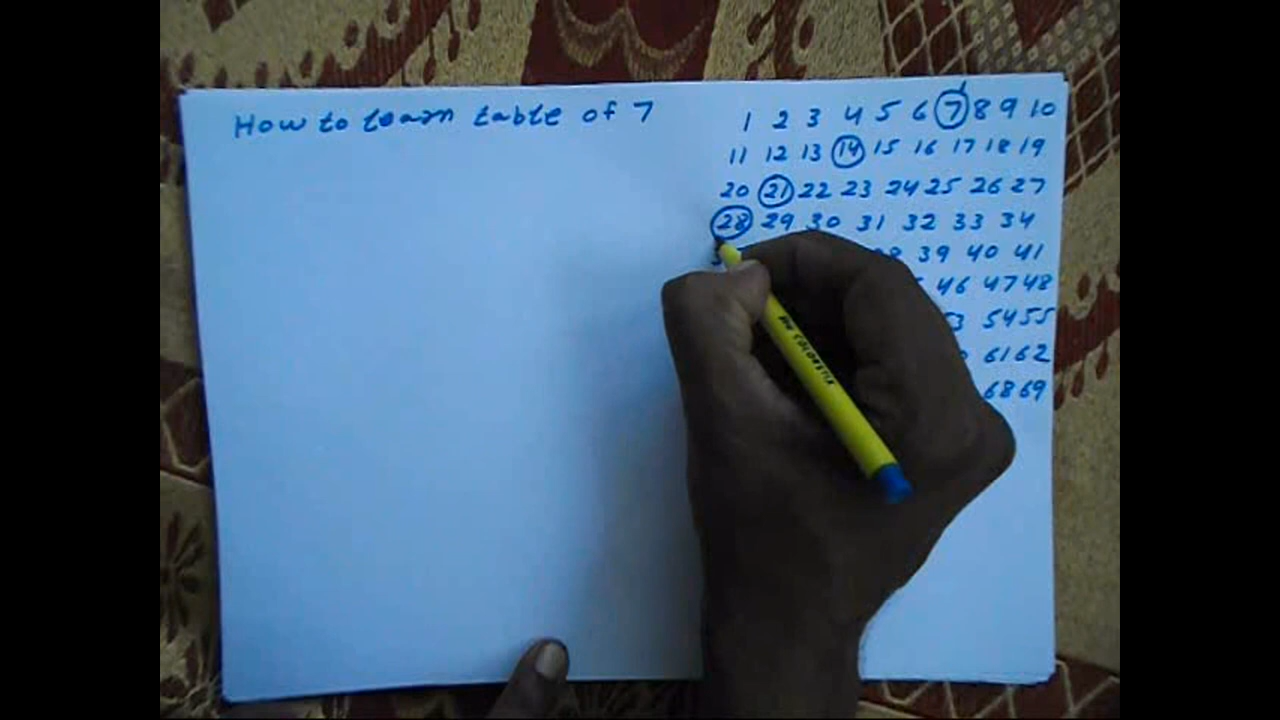 How to learn table of 7
1 2 3 4 5 6 7 8 9 10
11 12 13 14 15 16 17 18 19
20 21 22 23 24 25 26 27
28 29 30 31 32 33 34
39 40 41
46 47 48
54 55
61 62
68 69